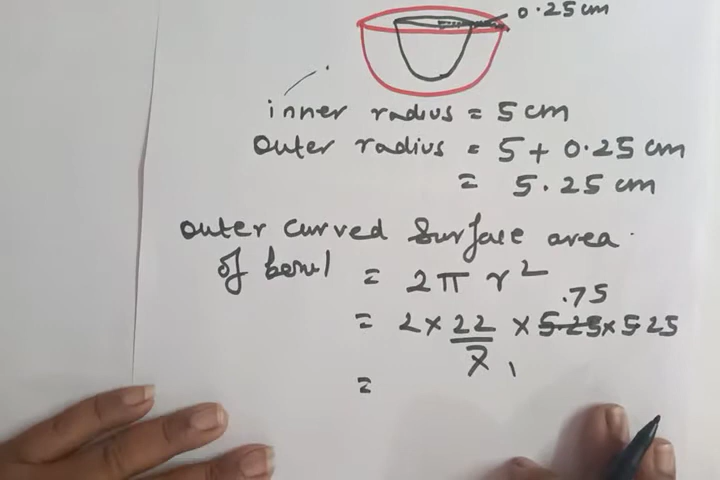 0.25 cm
inner radius = 5 cm
Outer radius = 5 + 0.25 cm
= 5.25 cm
outer curved surface area.
of bowl = 2π r²
.75
= 2 × 22/7 × 5.25 × 5.25
1
=